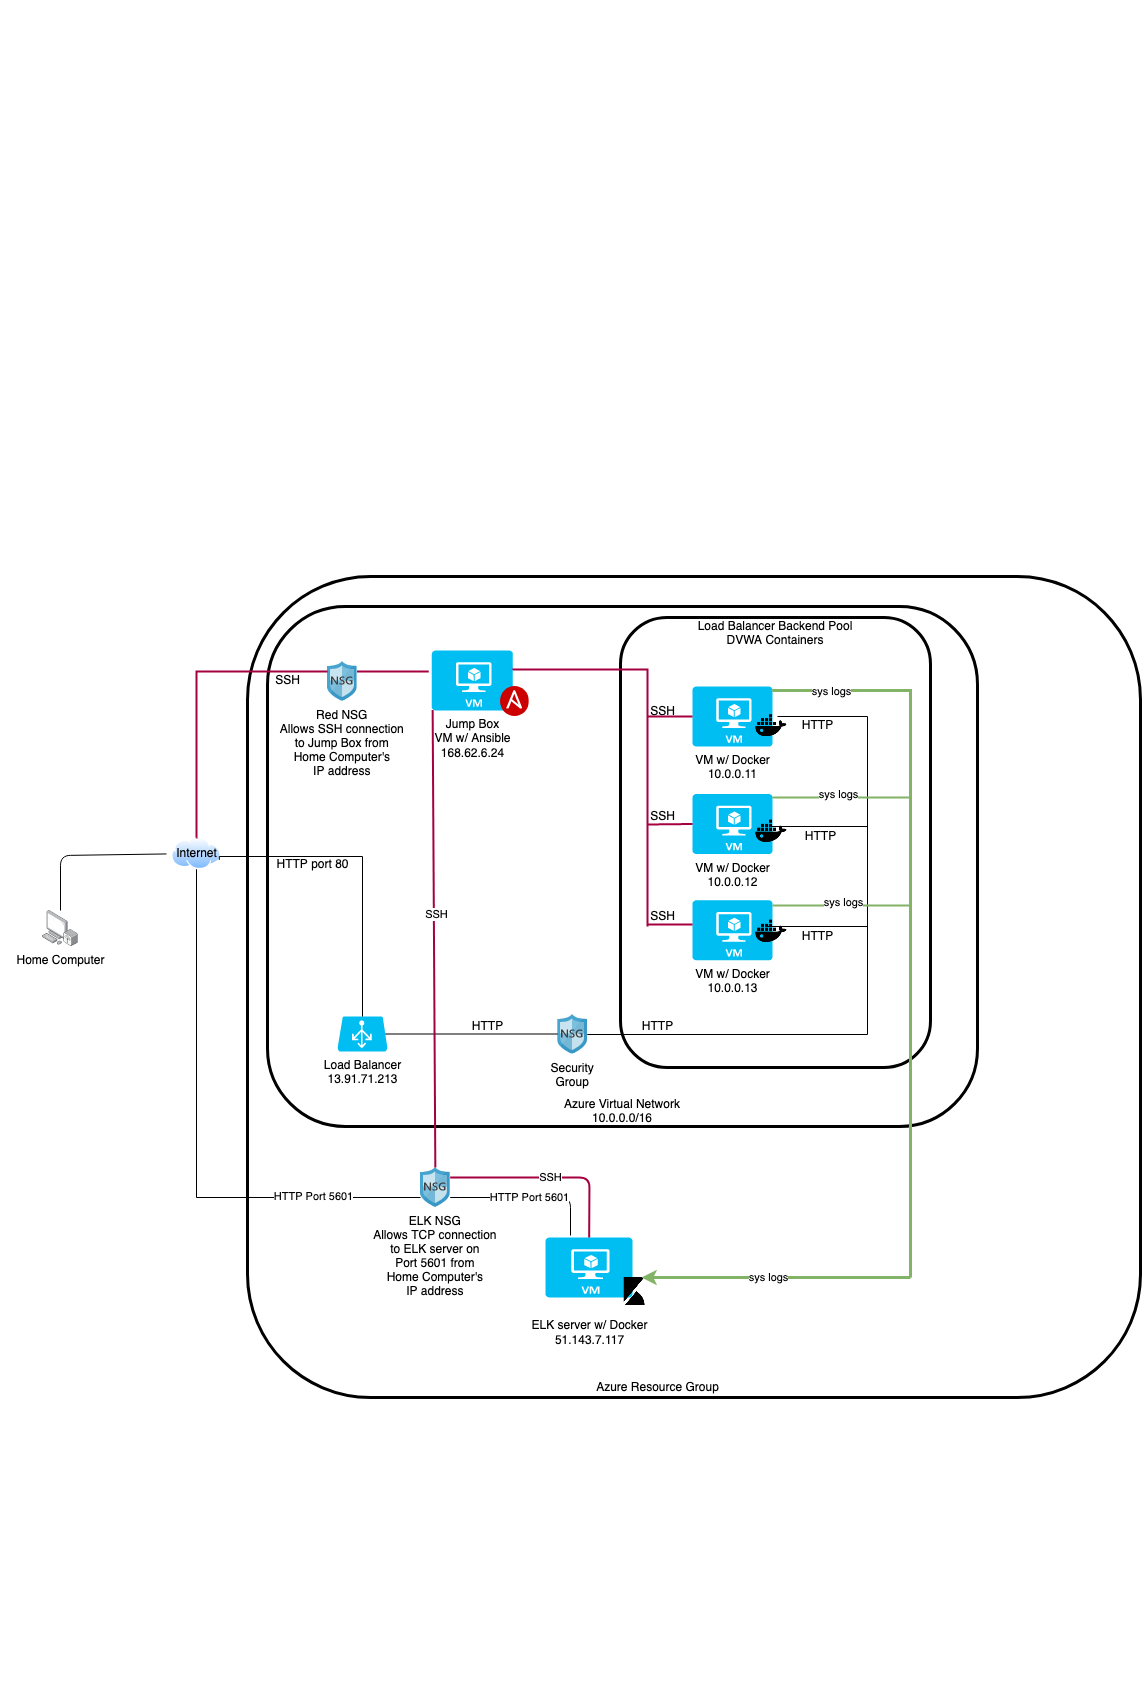 Load Balancer Backend Pool
DVWA Containers
SSH
NSG
Red NSG
Allows SSH connection
to Jump Box from
Home Computer's
IP address
VM
Jump Box
VM w/ Ansible
168.62.6.24
SSH
VM
sys logs
HTTP
VM w/ Docker
10.0.0.11
SSH
VM
sys logs
HTTP
VM w/ Docker
10.0.0.12
SSH
VM
sys logs
HTTP
VM w/ Docker
10.0.0.13
Internet
HTTP port 80
SSH
Home Computer
HTTP
NSG
HTTP
Load Balancer
13.91.71.213
Security
Group
Azure Virtual Network
10.0.0.0/16
HTTP Port 5601
NSG
SSH
HTTP Port 5601
ELK NSG
Allows TCP connection
to ELK server on
Port 5601 from
Home Computer's
IP address
VM
sys logs
ELK server w/ Docker
51.143.7.117
Azure Resource Group